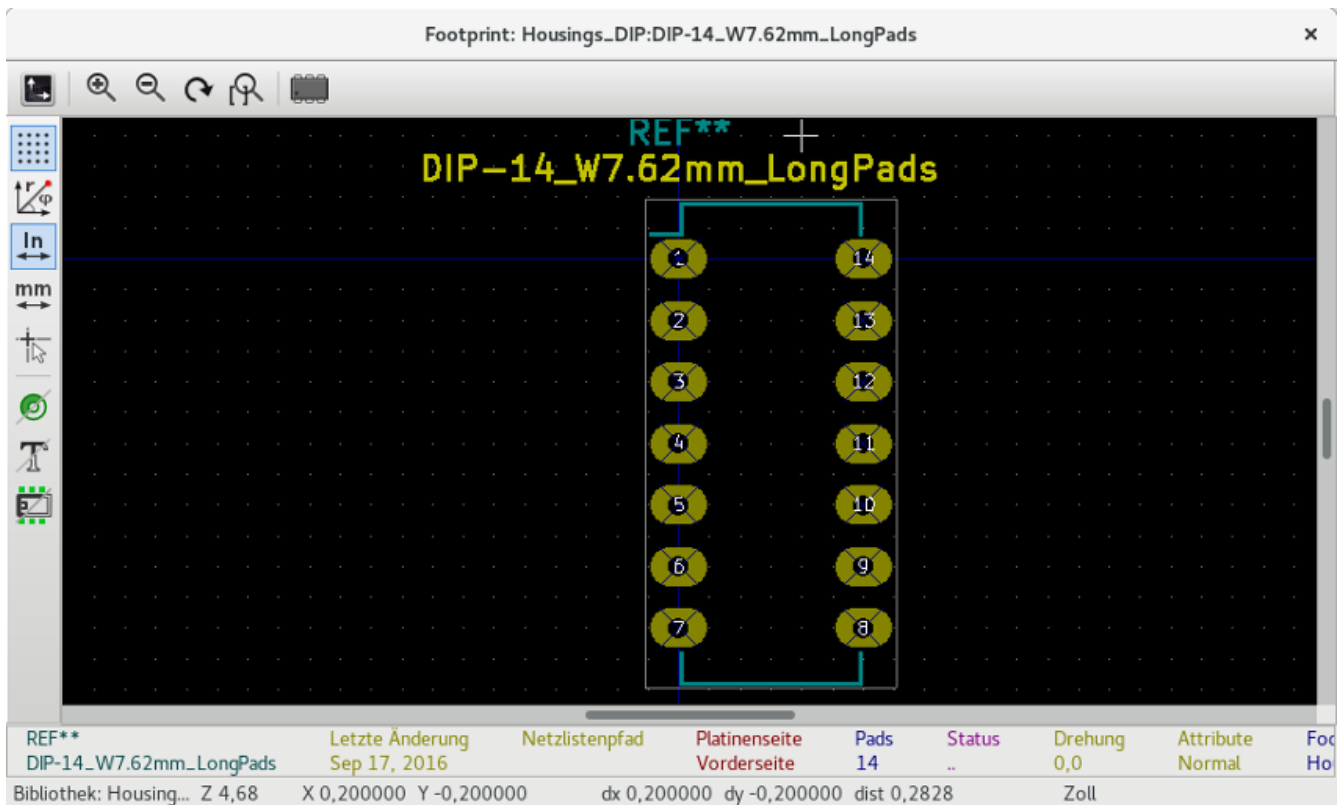 Footprint: Housings_DIP:DIP-14_W7.62mm_LongPads
×
In
mm
REF**
DIP-14_W7.62mm_LongPads
1 14
2 13
3 12
4 11
5 10
6 9
7 8
REF** Letzte Änderung Netzlistenpfad Platinenseite Pads Status Drehung Attribute Foo
DIP-14_W7.62mm_LongPads Sep 17, 2016 Vorderseite 14 .. 0,0 Normal Ho
Bibliothek: Housing... Z 4,68 X 0,200000 Y -0,200000 dx 0,200000 dy -0,200000 dist 0,2828 Zoll